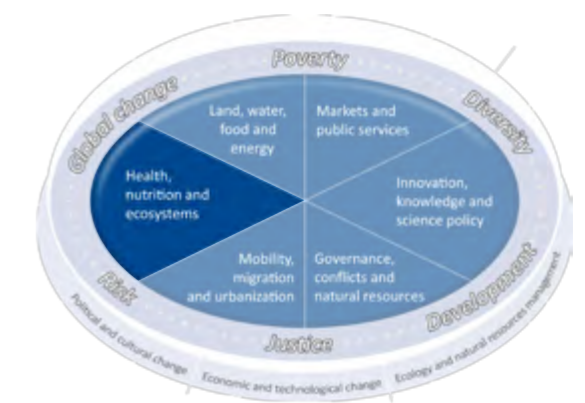 Poverty
Global change
Diversity
Land, water,
food and
energy
Markets and
public services
Health,
nutrition and
ecosystems
Innovation,
knowledge and
science policy
Mobility,
migration
and urbanization
Governance,
conflicts and
natural resources
Risk
Development
Justice
Political and cultural change
Economic and technological change
Ecology and natural resources management